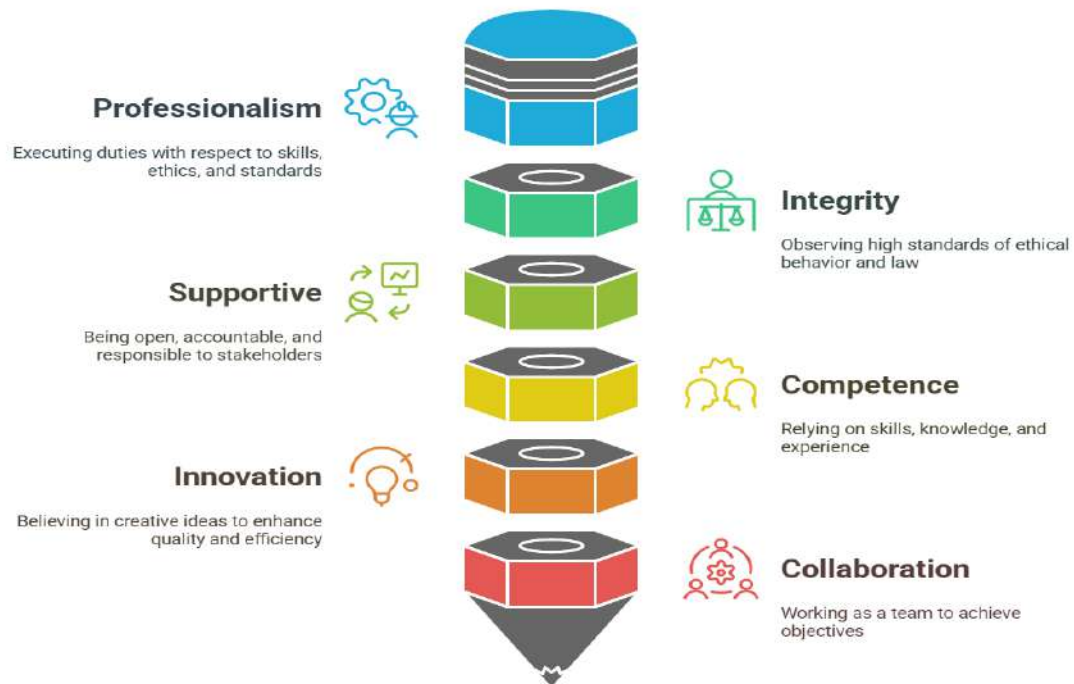 Professionalism
Executing duties with respect to skills,
ethics, and standards
Integrity
Observing high standards of ethical
behavior and law
Supportive
Being open, accountable, and
responsible to stakeholders
Competence
Relying on skills, knowledge, and
experience
Innovation
Believing in creative ideas to enhance
quality and efficiency
Collaboration
Working as a team to achieve
objectives